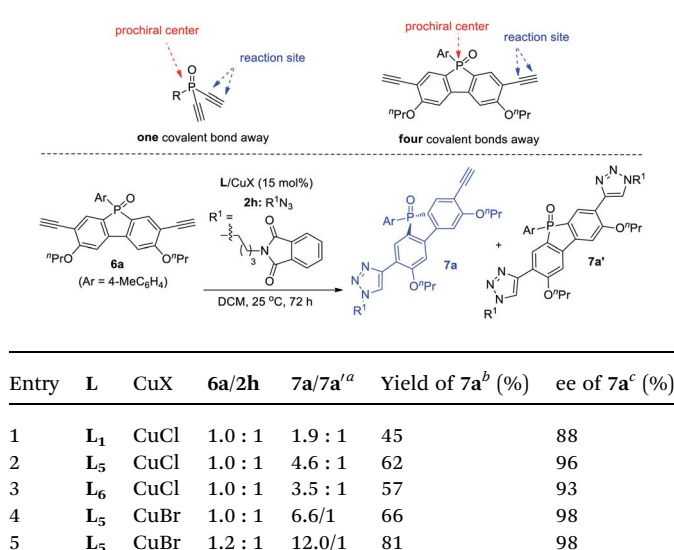 prochiral center
reaction site
O
P
R
one covalent bond away
prochiral center
reaction site
Ar
P
O
ⁿPrO
OⁿPr
four covalent bonds away
Ar
P
O
ⁿPrO
OⁿPr
6a
(Ar = 4-MeC₆H₄)
L/CuX (15 mol%)
2h: R¹N₃
R¹ =
O
N
3
O
DCM, 25 °C, 72 h
Ar
P
O
OⁿPr
7a
OⁿPr
N
N
N
R¹
+
N
N
N
R¹
O
Ar
P
OⁿPr
7a'
OⁿPr
N
N
N
R¹
Entry L CuX 6a/2h 7a/7a′ᵃ Yield of 7aᵇ (%) ee of 7aᶜ (%)
1 L₁ CuCl 1.0 : 1 1.9 : 1 45 88
2 L₅ CuCl 1.0 : 1 4.6 : 1 62 96
3 L₆ CuCl 1.0 : 1 3.5 : 1 57 93
4 L₅ CuBr 1.0 : 1 6.6/1 66 98
5 L₅ CuBr 1.2 : 1 12.0/1 81 98